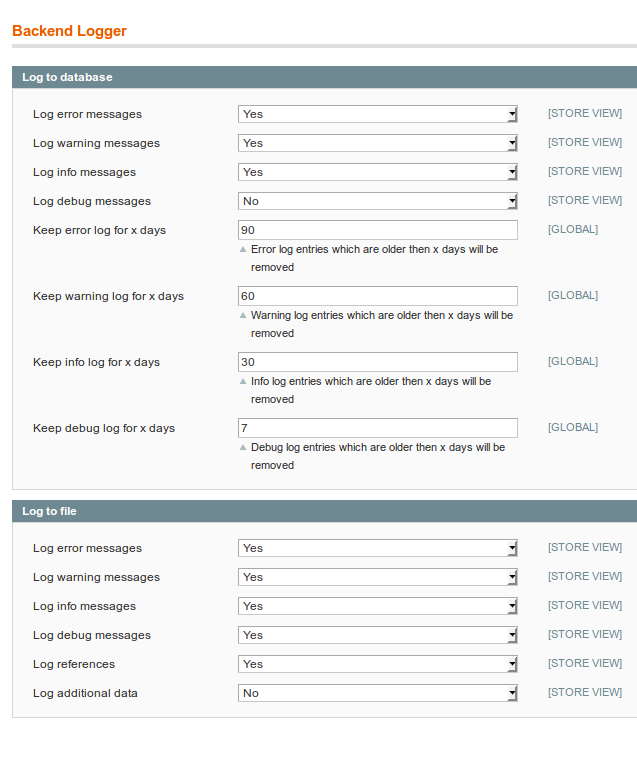 Backend Logger
Log to database
Log error messages Yes [STORE VIEW]
Log warning messages Yes [STORE VIEW]
Log info messages Yes [STORE VIEW]
Log debug messages No [STORE VIEW]
Keep error log for x days 90 [GLOBAL]
Error log entries which are older then x days will be
removed
Keep warning log for x days 60 [GLOBAL]
Warning log entries which are older then x days will be
removed
Keep info log for x days 30 [GLOBAL]
Info log entries which are older then x days will be
removed
Keep debug log for x days 7 [GLOBAL]
Debug log entries which are older then x days will be
removed
Log to file
Log error messages Yes [STORE VIEW]
Log warning messages Yes [STORE VIEW]
Log info messages Yes [STORE VIEW]
Log debug messages Yes [STORE VIEW]
Log references Yes [STORE VIEW]
Log additional data No [STORE VIEW]